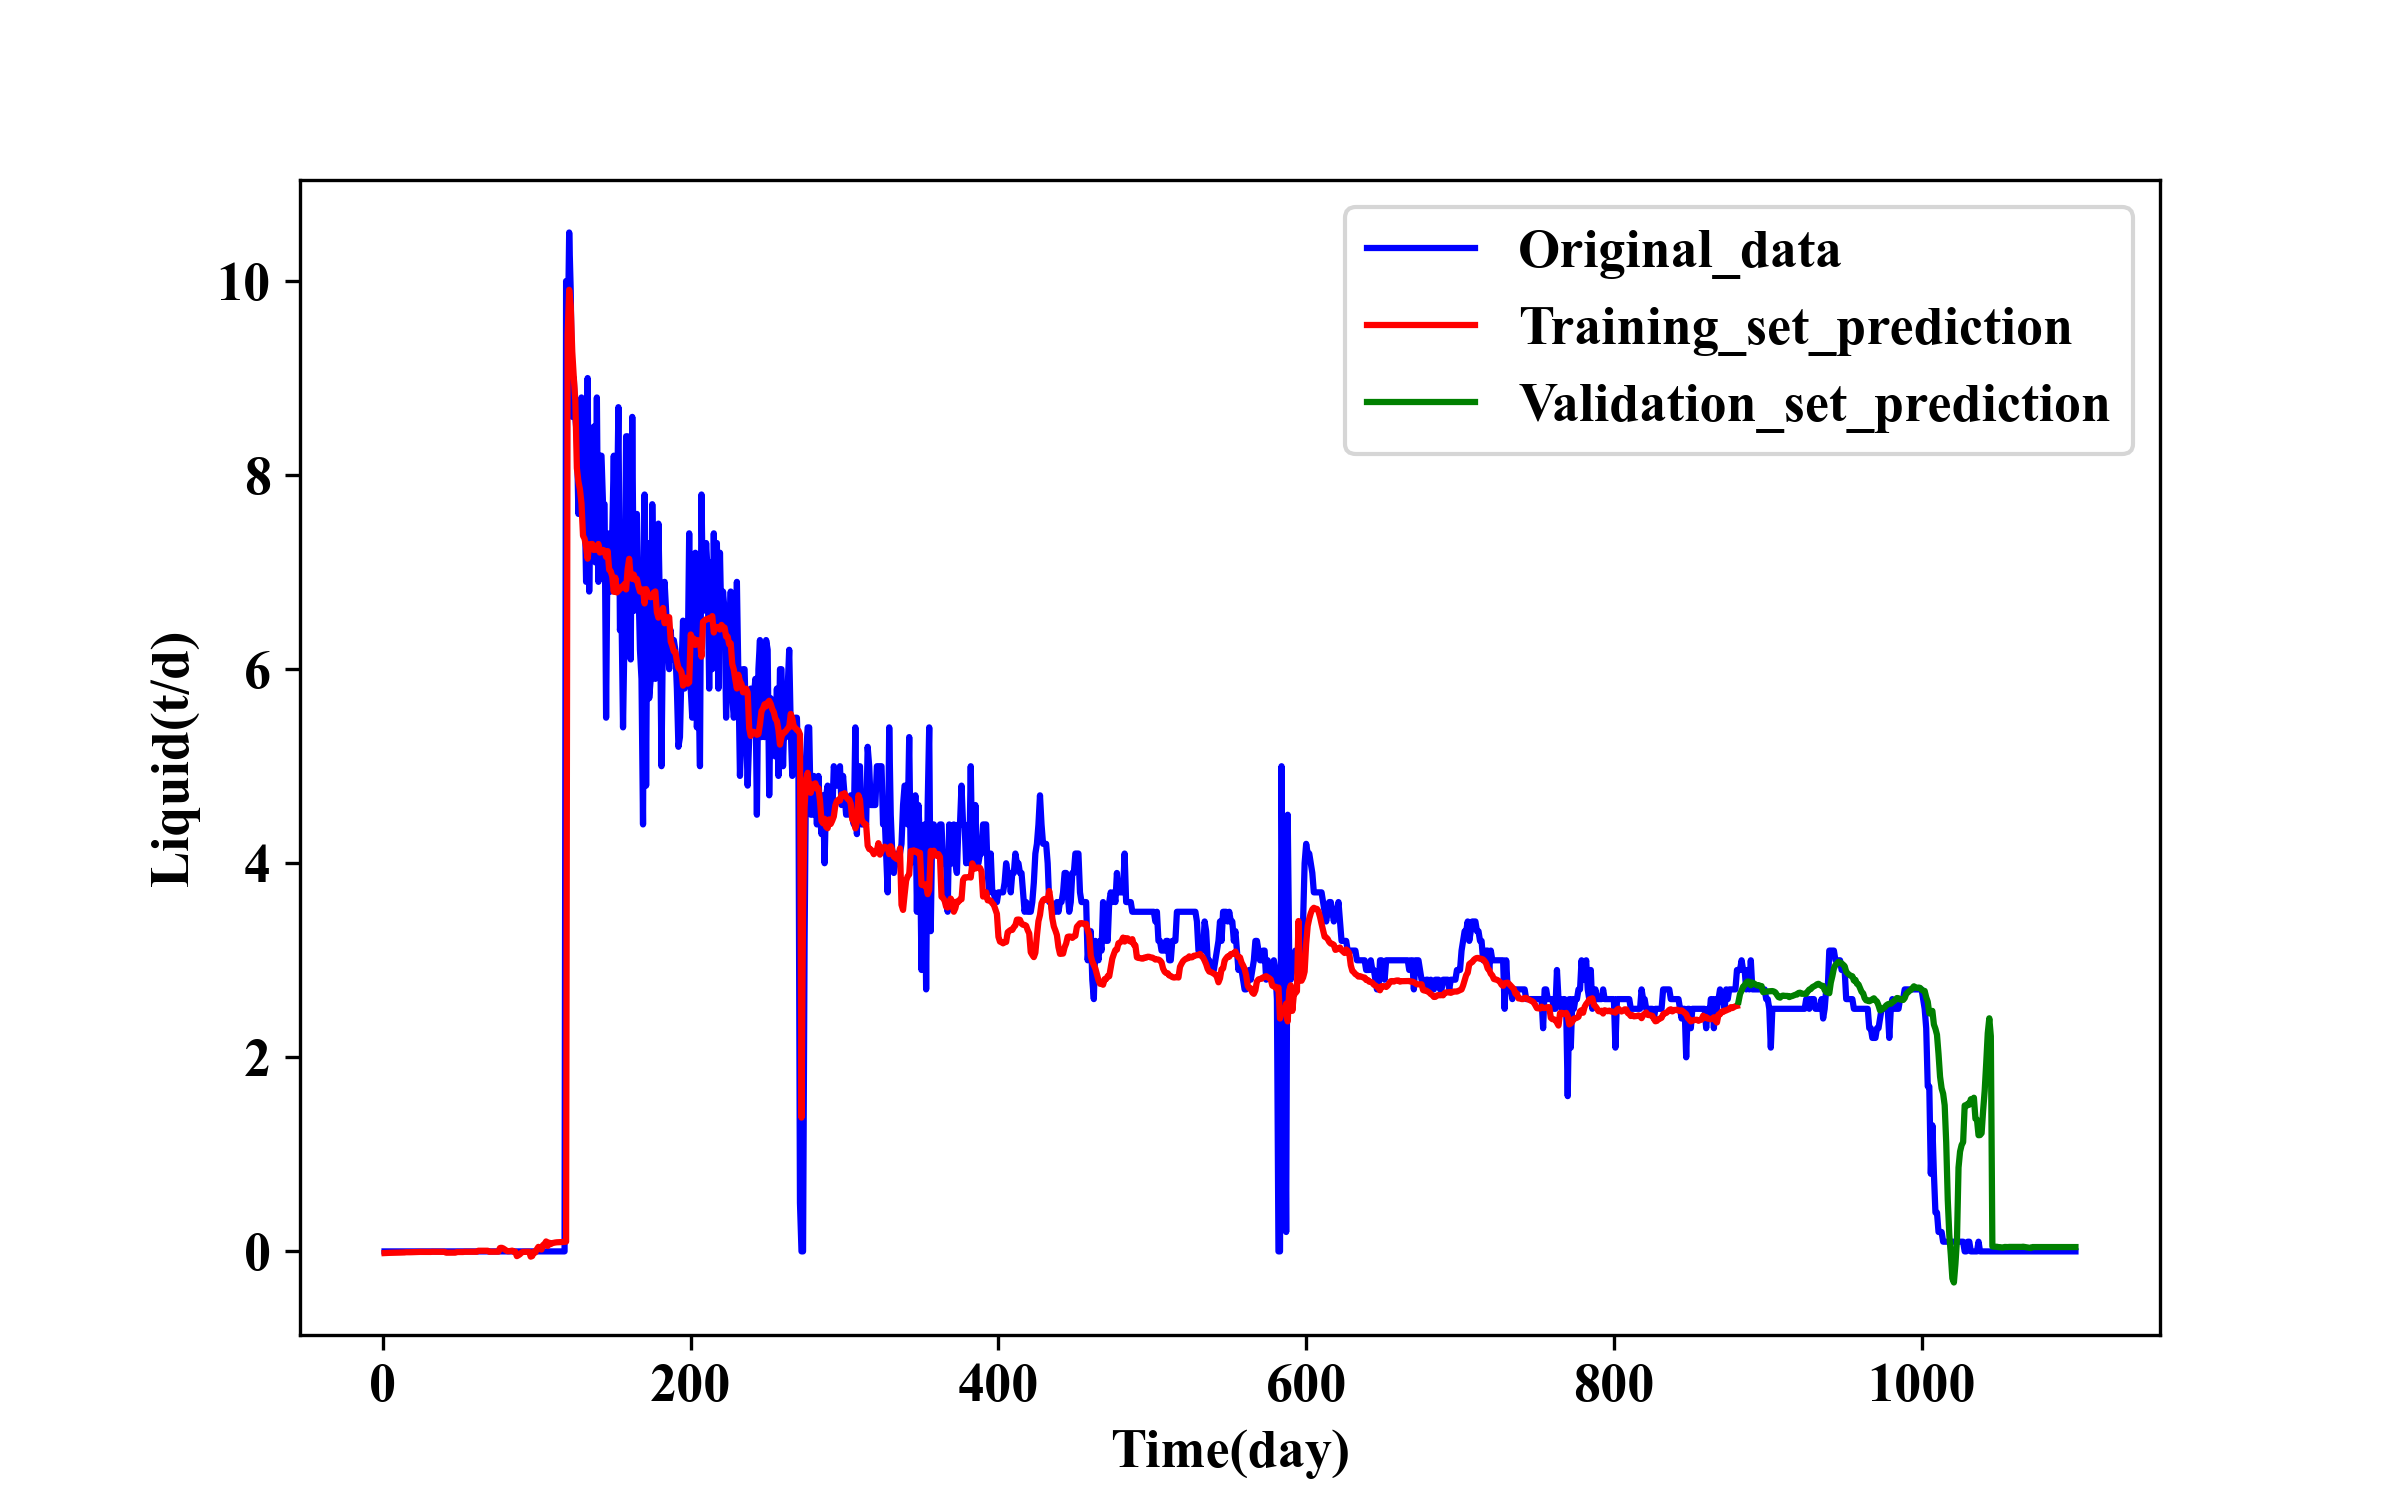 Original_data
Training_set_prediction
Validation_set_prediction
10
8
6
4
2
0
Liquid(t/d)
0 200 400 600 800 1000
Time(day)